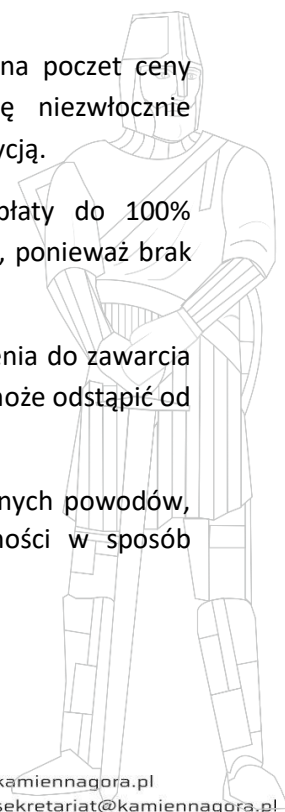 na poczet ceny
ę niezwłocznie
ycją.
płaty do 100%
, ponieważ brak
enia do zawarcia
noże odstąpić od
nych powodów,
ności w sposób
kamiennagora.pl
sekretariat@kamiennagora.pl